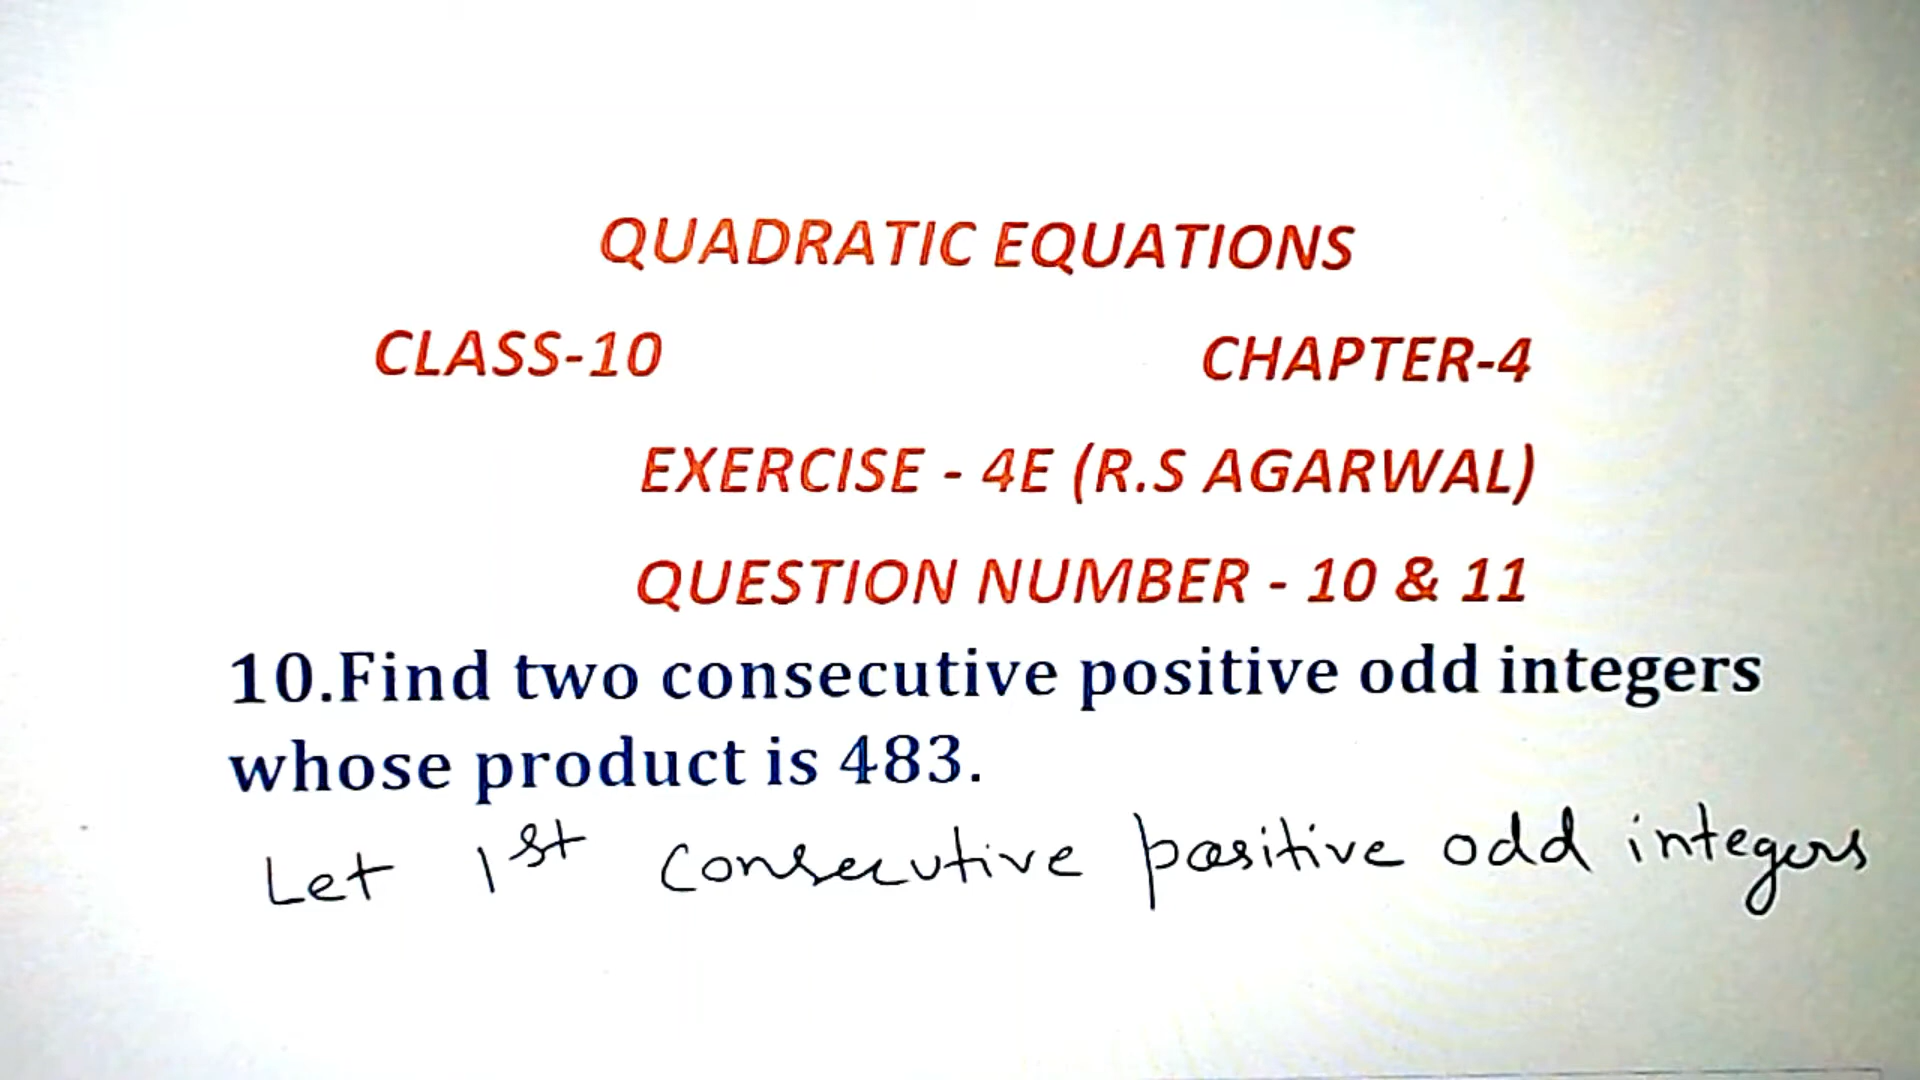 QUADRATIC EQUATIONS
CLASS-10 CHAPTER-4
EXERCISE - 4E (R.S AGARWAL)
QUESTION NUMBER - 10 & 11
10.Find two consecutive positive odd integers
whose product is 483.
Let 1st consecutive positive odd integers